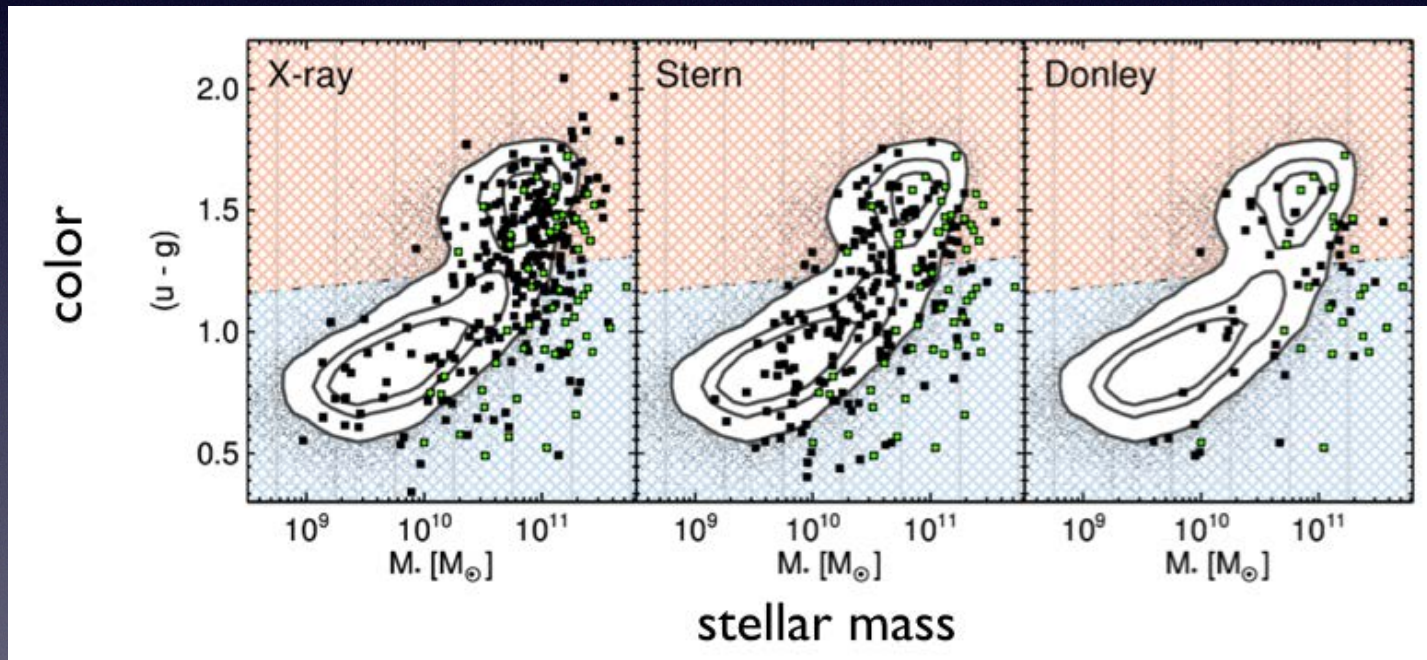 X-ray Stern Donley
2.0
1.5
1.0
0.5
color
(u - g)
10⁹ 10¹⁰ 10¹¹ 10⁹ 10¹⁰ 10¹¹ 10⁹ 10¹⁰ 10¹¹
M* [M⊙] M* [M⊙] M* [M⊙]
stellar mass